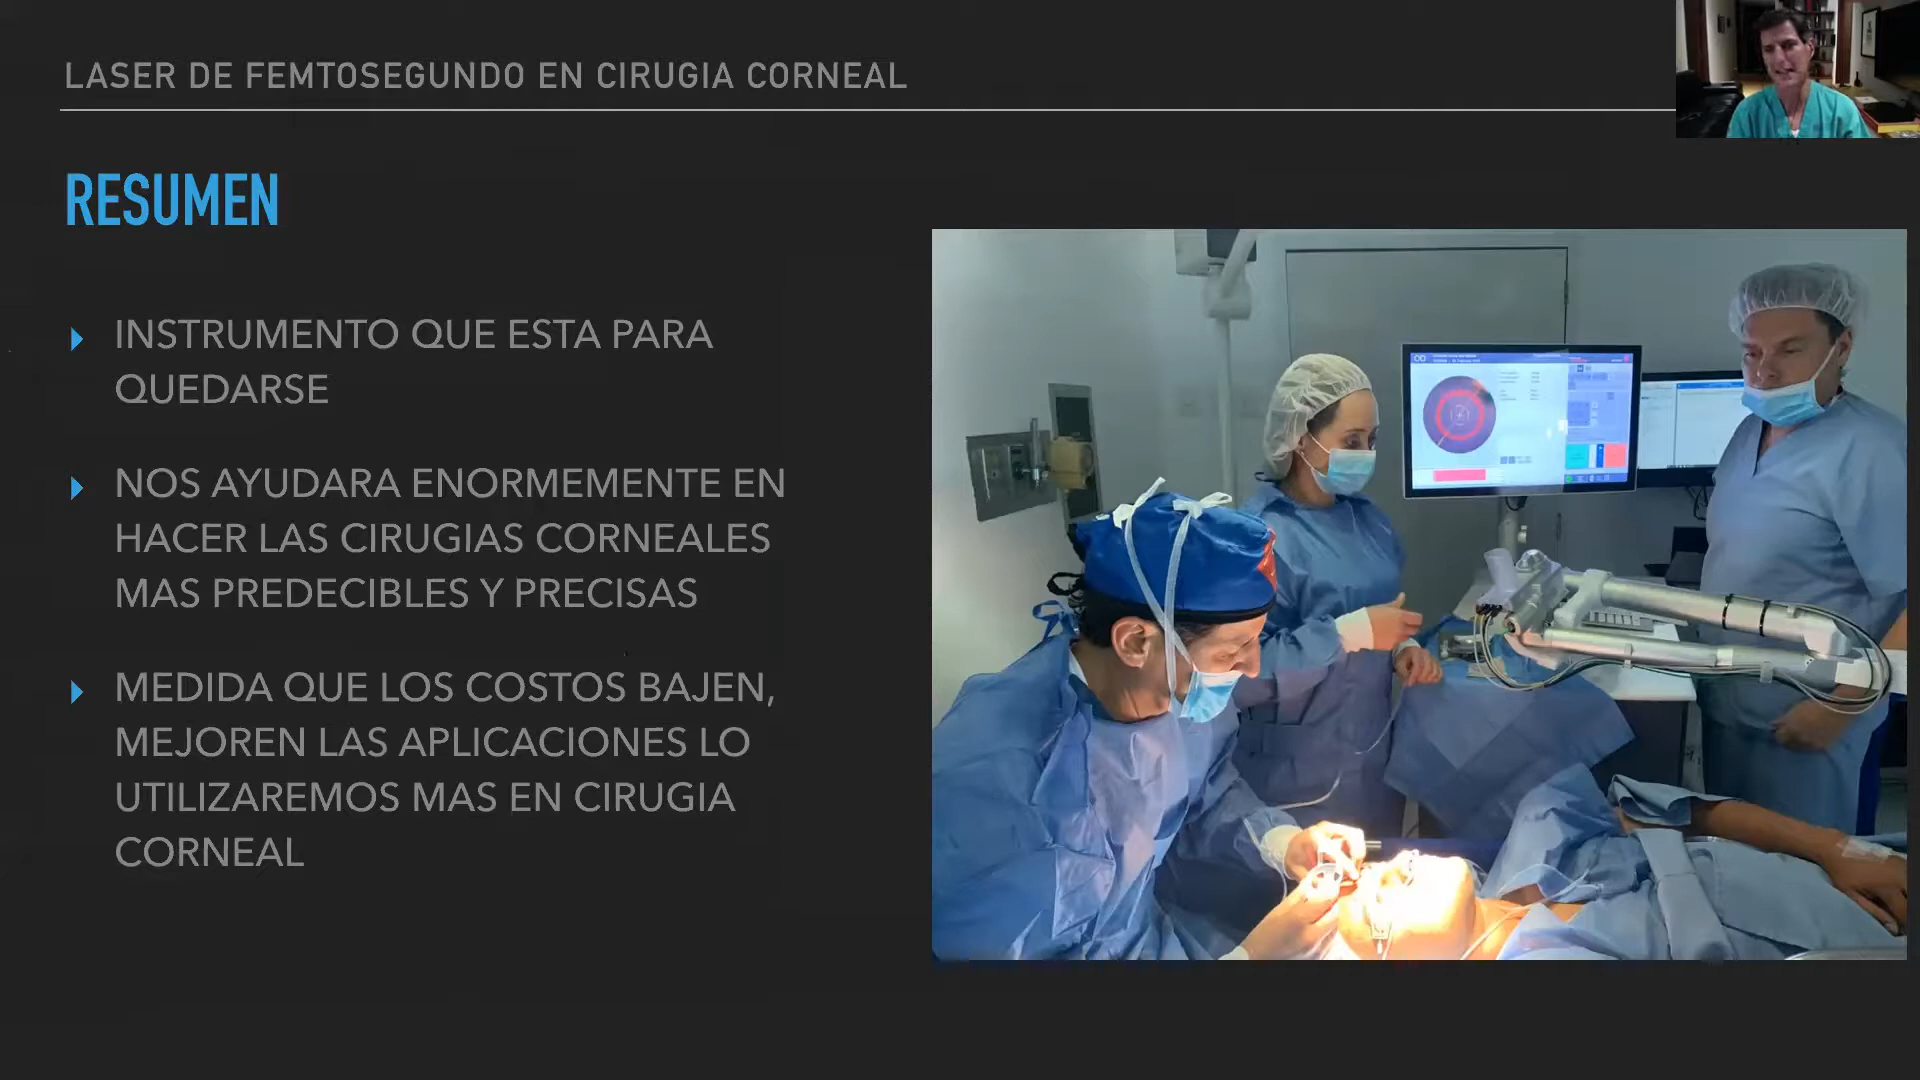 LASER DE FEMTOSEGUNDO EN CIRUGIA CORNEAL
RESUMEN
INSTRUMENTO QUE ESTA PARA
QUEDARSE
NOS AYUDARA ENORMEMENTE EN
HACER LAS CIRUGIAS CORNEALES
MAS PREDECIBLES Y PRECISAS
MEDIDA QUE LOS COSTOS BAJEN,
MEJOREN LAS APLICACIONES LO
UTILIZAREMOS MAS EN CIRUGIA
CORNEAL